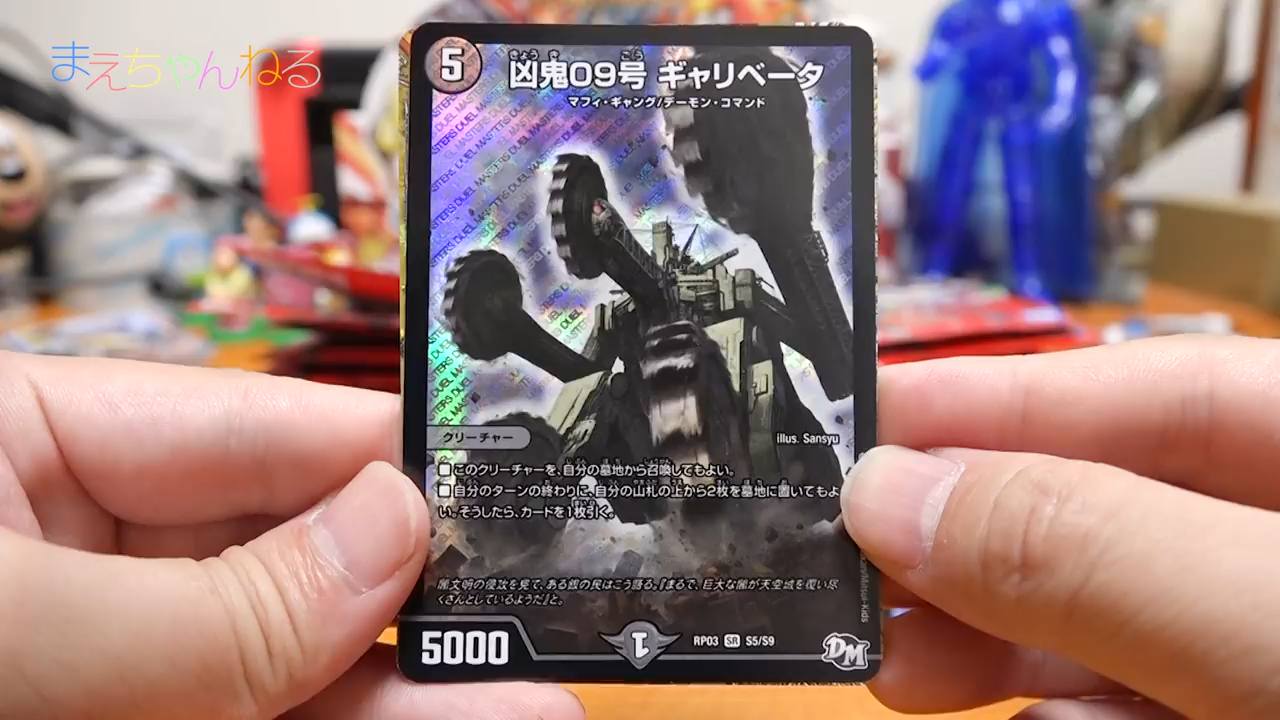 まえちゃんねる
5
凶鬼09号 ギャリベータ
マフィ・ギャング/デーモン・コマンド
クリーチャー
illus. Sansyu
■このクリーチャーを、自分の墓地から召喚してもよい。
■自分のターンの終わりに、自分の山札の上から2枚を墓地に置いてもよ
い。そうしたら、カードを1枚引く。
闇文明の侵攻を見て、ある銀の民はこう語る。『まるで、巨大な闇が天空城を覆い尽
くさんとしているようだ』と。
5000
RP03 SR S5/S9
DM